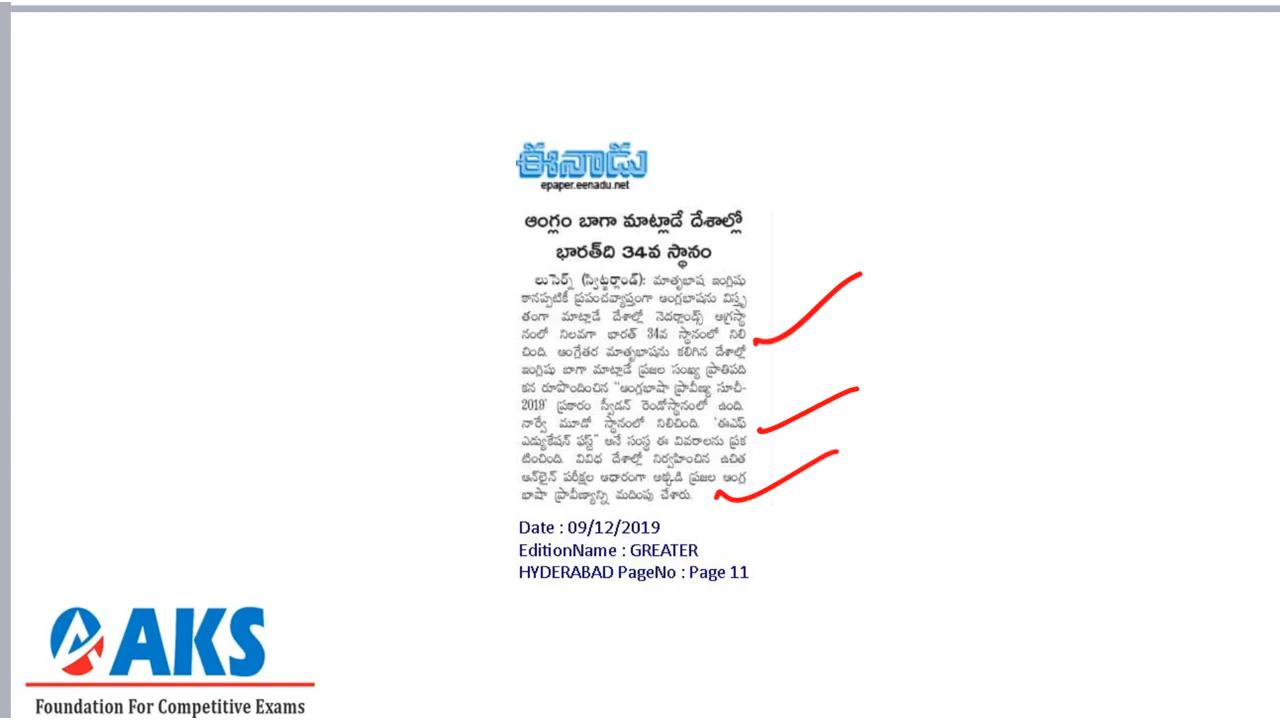 ఈనాడు
epaper.eenadu.net
ఆంగ్లం బాగా మాట్లాడే దేశాల్లో
భారత్‌ది 34వ స్థానం
లుసెర్న్ (స్విట్జర్లాండ్): మాతృభాష ఇంగ్లిషు
కానప్పటికీ ప్రపంచవ్యాప్తంగా ఆంగ్లభాషను విస్తృ
తంగా మాట్లాడే దేశాల్లో నెదర్లాండ్స్ అగ్రస్థా
నంలో నిలవగా భారత్ 34వ స్థానంలో నిలి
చింది. ఆంగ్లేతర మాతృభాషను కలిగిన దేశాల్లో
ఇంగ్లిషు బాగా మాట్లాడే ప్రజల సంఖ్య ప్రాతిపది
కన రూపొందించిన "ఆంగ్లభాషా ప్రావీణ్య సూచీ-
2019' ప్రకారం స్వీడన్ రెండోస్థానంలో ఉంది.
నార్వే మూడో స్థానంలో నిలిచింది. 'ఈఎఫ్
ఎడ్యుకేషన్ ఫస్ట్" అనే సంస్థ ఈ వివరాలను ప్రక
టించింది. వివిధ దేశాల్లో నిర్వహించిన ఉచిత
ఆన్‌లైన్ పరీక్షల ఆధారంగా అక్కడి ప్రజల ఆంగ్ల
భాషా ప్రావీణ్యాన్ని మదింపు చేశారు.
Date : 09/12/2019
EditionName : GREATER
HYDERABAD PageNo : Page 11
AKS
Foundation For Competitive Exams